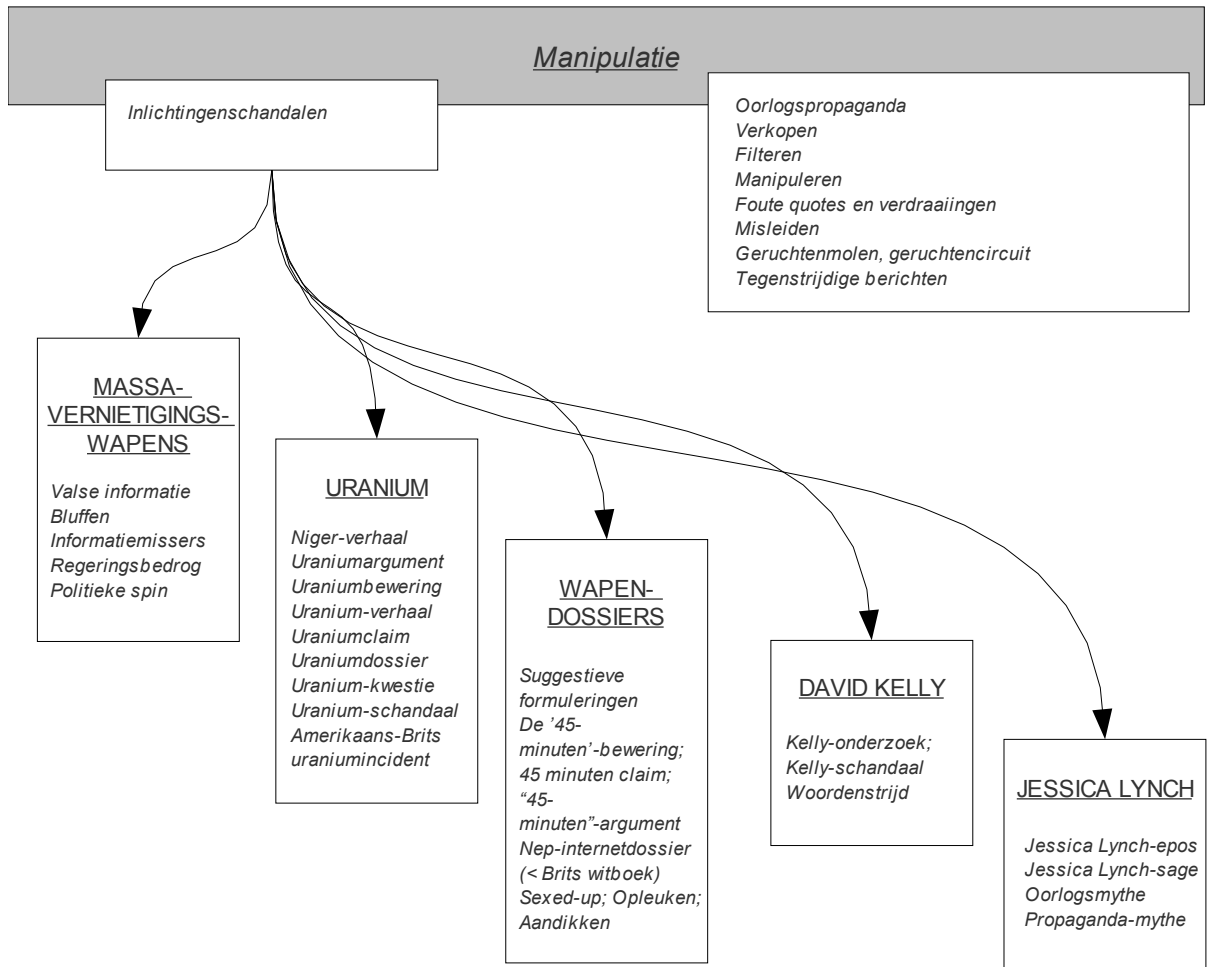 Manipulatie
Inlichtingenschandalen
Oorlogspropaganda
Verkopen
Filteren
Manipuleren
Foute quotes en verdraaiingen
Misleiden
Geruchtenmolen, geruchtencircuit
Tegenstrijdige berichten
MASSA-
VERNIETIGINGS-
WAPENS
Valse informatie
Bluffen
Informatiemissers
Regeringsbedrog
Politieke spin
URANIUM
Niger-verhaal
Uraniumargument
Uraniumbewering
Uranium-verhaal
Uraniumclaim
Uraniumdossier
Uranium-kwestie
Uranium-schandaal
Amerikaans-Brits
uraniumincident
WAPEN-
DOSSIERS
Suggestieve
formuleringen
De ’45-
minuten’-bewering;
45 minuten claim;
“45-
minuten”-argument
Nep-internetdossier
(< Brits witboek)
Sexed-up; Opleuken;
Aandikken
DAVID KELLY
Kelly-onderzoek;
Kelly-schandaal
Woordenstrijd
JESSICA LYNCH
Jessica Lynch-epos
Jessica Lynch-sage
Oorlogsmythe
Propaganda-mythe